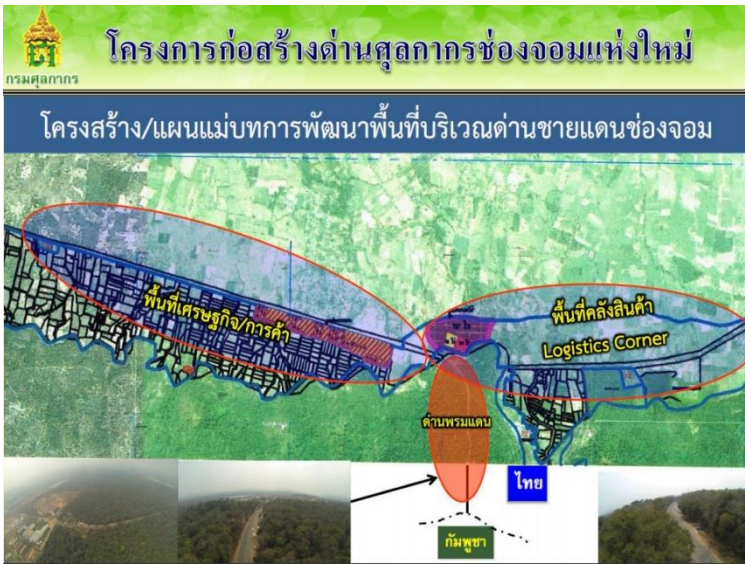 โครงการก่อสร้างด่านศุลกากรช่องจอมแห่งใหม่
กรมศุลกากร
โครงสร้าง/แผนแม่บทการพัฒนาพื้นที่บริเวณด่านชายแดนช่องจอม
พื้นที่เศรษฐกิจ/การค้า
พื้นที่คลังสินค้า
Logistics Corner
ด่านพรมแดน
ไทย
กัมพูชา